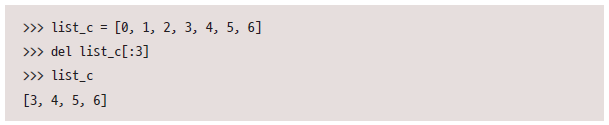 >>> list_c = [0, 1, 2, 3, 4, 5, 6]
>>> del list_c[:3]
>>> list_c
[3, 4, 5, 6]